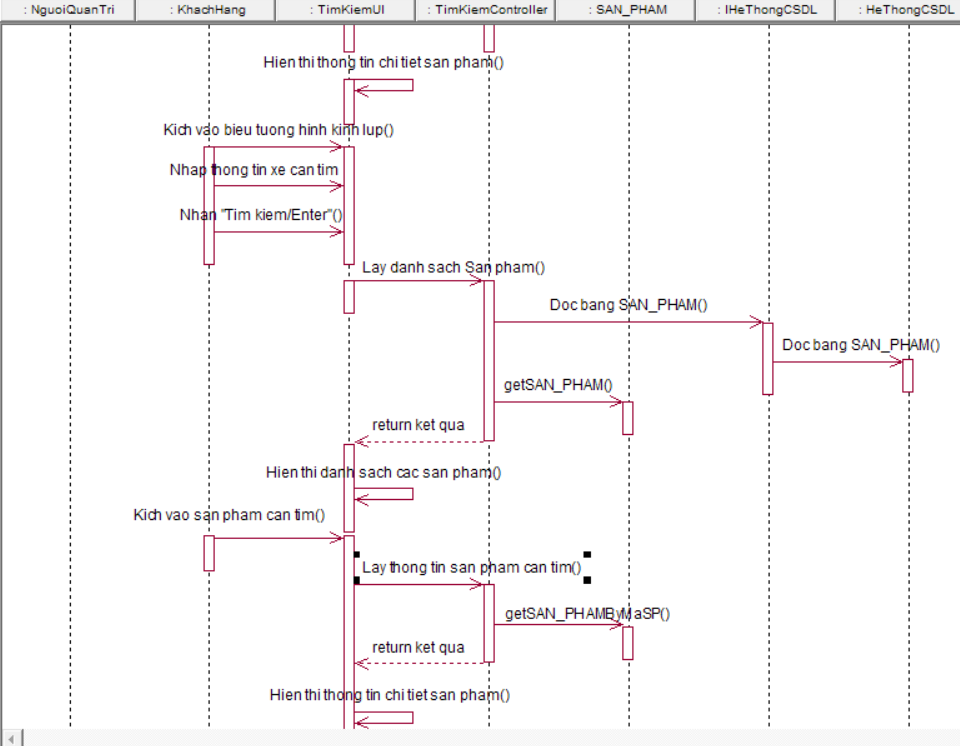 : NguoiQuanTri
: KhachHang
: TimKiemUI
: TimKiemController
: SAN_PHAM
: IHeThongCSDL
: HeThongCSDL
Hien thi thong tin chi tiet san pham()
Kich vao bieu tuong hinh kinh lup()
Nhap thong tin xe can tim
Nhan "Tim kiem/Enter"()
Lay danh sach San pham()
Doc bang SAN_PHAM()
Doc bang SAN_PHAM()
getSAN_PHAM()
return ket qua
Hien thi danh sach cac san pham()
Kich vao san pham can tim()
Lay thong tin san pham can tim()
getSAN_PHAMByMaSP()
return ket qua
Hien thi thong tin chi tiet san pham()